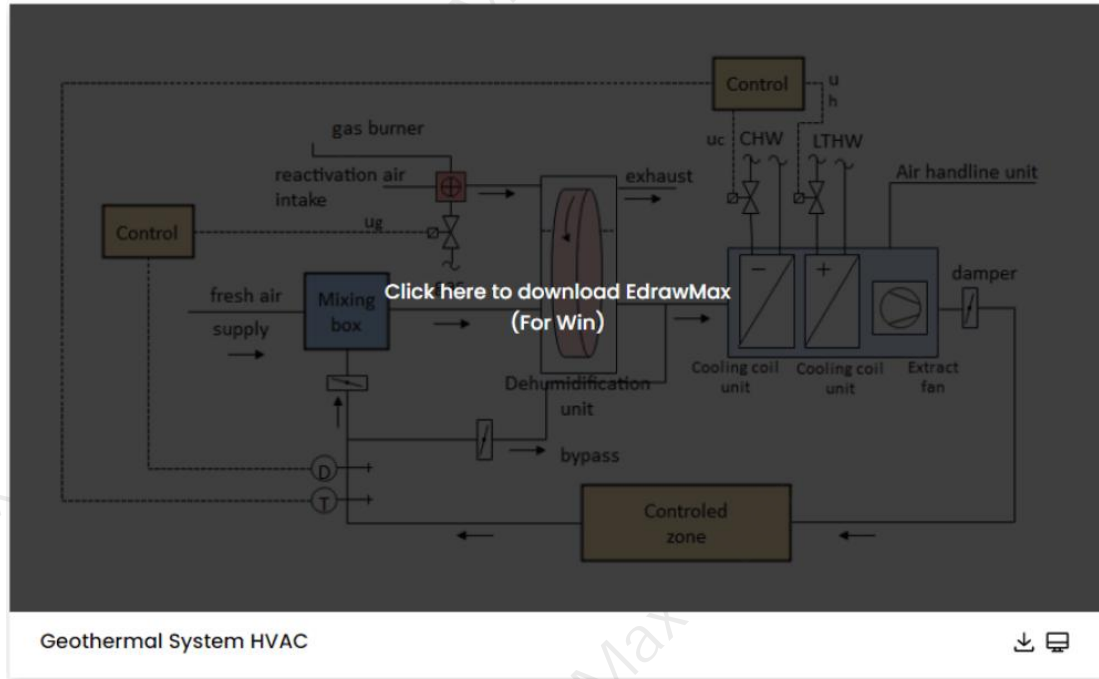 Control
u
h
uc
CHW
LTHW
gas burner
reactivation air
intake
exhaust
Air handline unit
Control
ug
fresh air
supply
Mixing
box
Click here to download EdrawMax
(For Win)
damper
Dehumidification
unit
Cooling coil
unit
Cooling coil
unit
Extract
fan
bypass
D
T
Controled
zone
Geothermal System HVAC